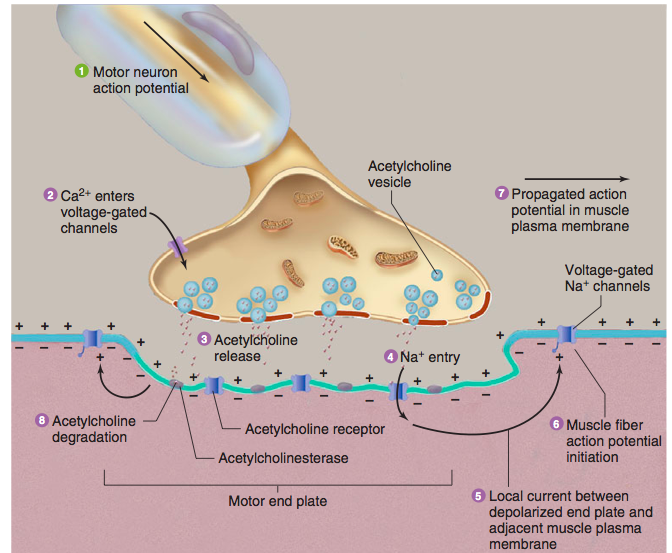 1 Motor neuron
action potential
2 Ca2+ enters
voltage-gated
channels
Acetylcholine
vesicle
7 Propagated action
potential in muscle
plasma membrane
Voltage-gated
Na+ channels
3 Acetylcholine
release
4 Na+ entry
8 Acetylcholine
degradation
Acetylcholine receptor
Acetylcholinesterase
Motor end plate
6 Muscle fiber
action potential
initiation
5 Local current between
depolarized end plate and
adjacent muscle plasma
membrane